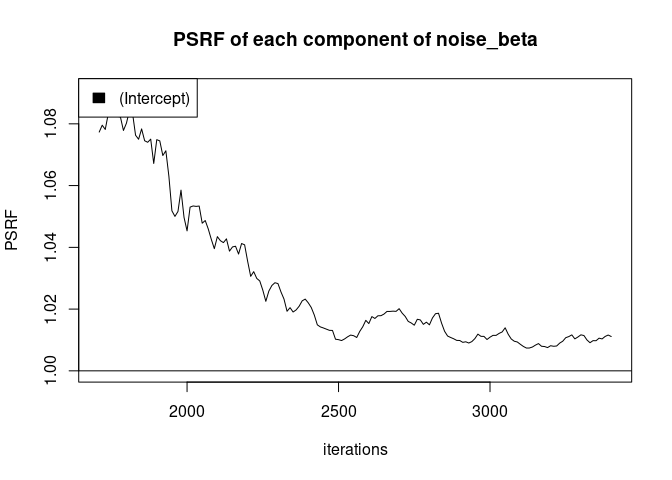 PSRF of each component of noise_beta
(Intercept)
PSRF
1.08
1.06
1.04
1.02
1.00
2000 2500 3000
iterations